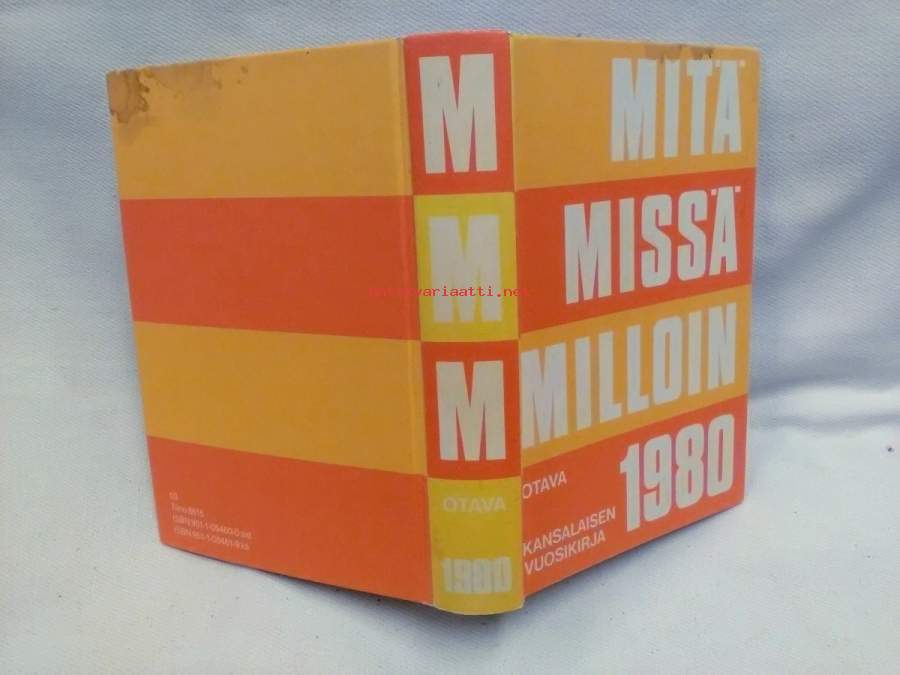 MITÄ
MISSÄ
MILLOIN
1980
OTAVA
KANSALAISEN
VUOSIKIRJA
M
M
M
OTAVA
1980